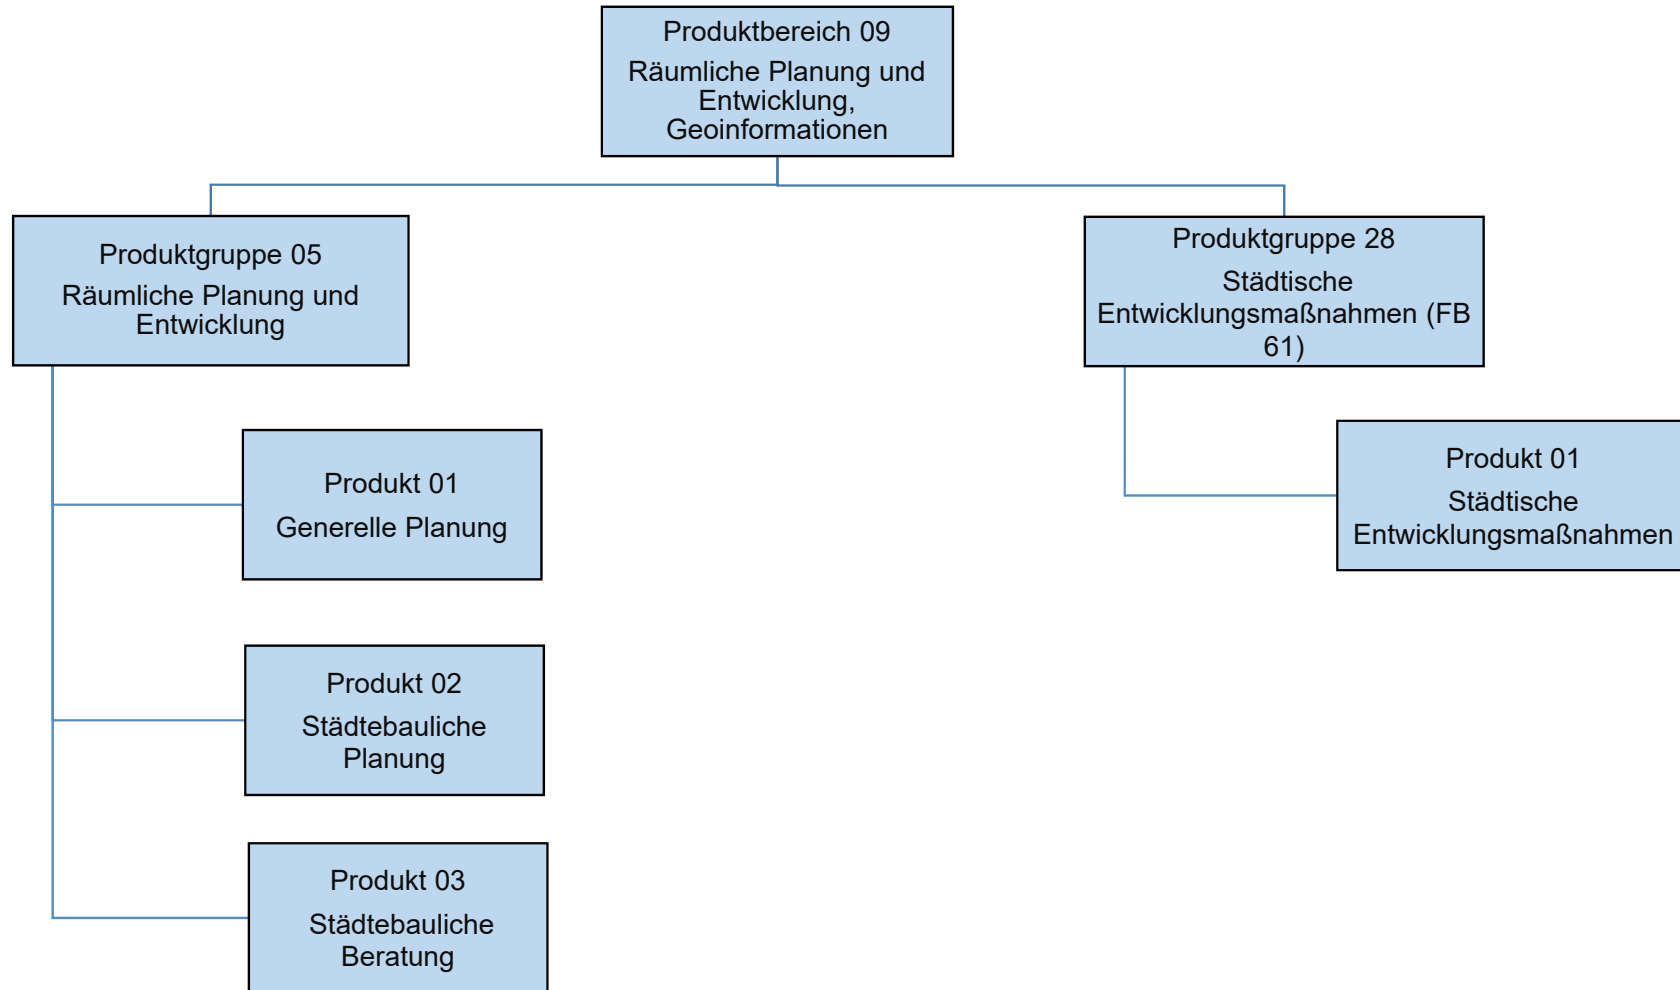 Produktbereich 09
Räumliche Planung und
Entwicklung,
Geoinformationen
Produktgruppe 05
Räumliche Planung und
Entwicklung
Produktgruppe 28
Städtische
Entwicklungsmaßnahmen (FB
61)
Produkt 01
Generelle Planung
Produkt 01
Städtische
Entwicklungsmaßnahmen
Produkt 02
Städtebauliche
Planung
Produkt 03
Städtebauliche
Beratung